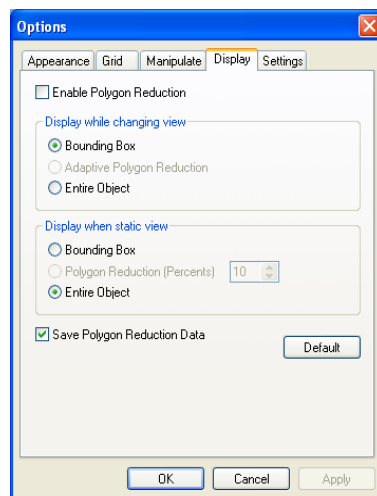 Options
Appearance Grid Manipulate Display Settings
Enable Polygon Reduction
Display while changing view
Bounding Box
Adaptive Polygon Reduction
Entire Object
Display when static view
Bounding Box
Polygon Reduction (Percents) 10
Entire Object
Save Polygon Reduction Data
Default
OK Cancel Apply